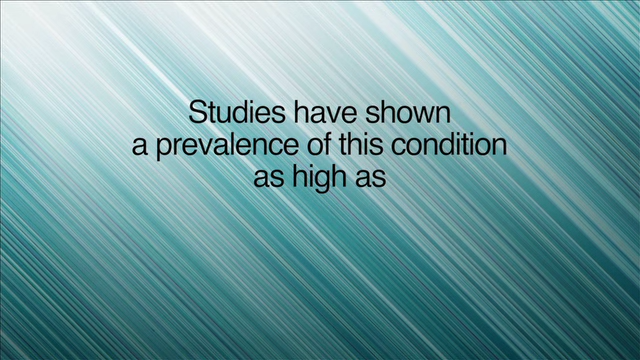 Studies have shown
a prevalence of this condition
as high as